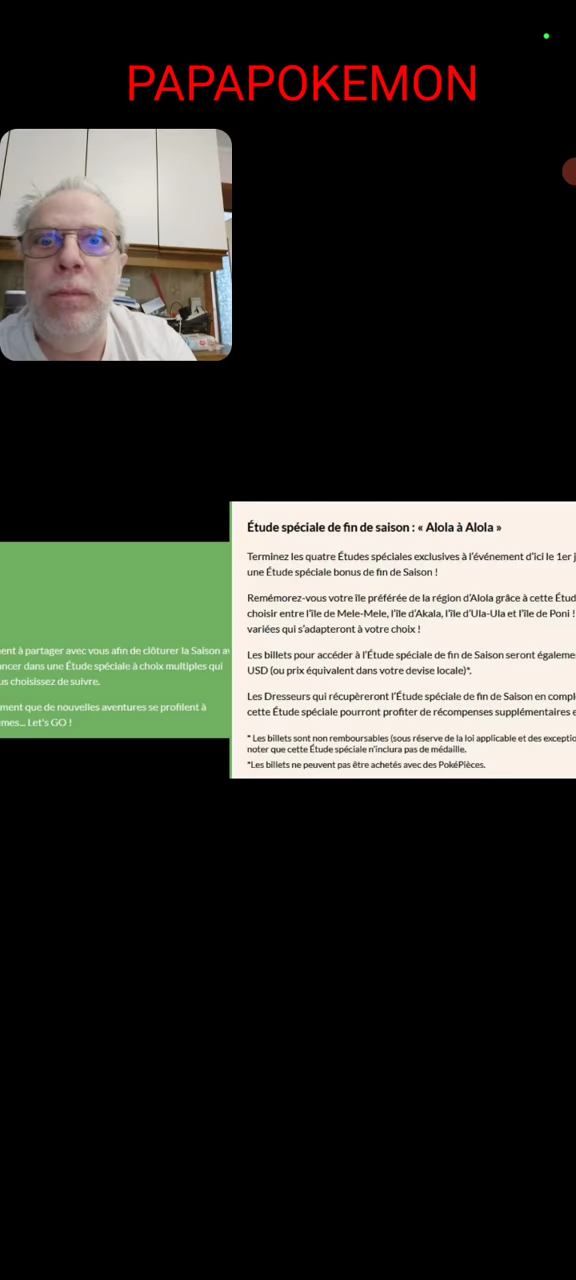 PAPAPOKEMON
ent à partager avec vous afin de clôturer la Saison
ancer dans une Étude spéciale à choix multiples qui
us choisissez de suivre.
ment que de nouvelles aventures se profilent à
mes... Let's GO !
Étude spéciale de fin de saison : « Alola à Alola »
Terminez les quatre Études spéciales exclusives à l'événement d'ici le 1er
une Étude spéciale bonus de fin de Saison !
Remémorez-vous votre île préférée de la région d'Alola grâce à cette
choisir entre l'île de Mele-Mele, l'île d'Akala, l'île d'Ula-Ula et l'île de Poni !
variées qui s'adapteront à votre choix !
Les billets pour accéder à l'Étude spéciale de fin de Saison seront
USD (ou prix équivalent dans votre devise locale)*.
Les Dresseurs qui récupèreront l'Étude spéciale de fin de Saison en
cette Étude spéciale pourront profiter de récompenses supplémentaires
* Les billets sont non remboursables (sous réserve de la loi applicable et des
noter que cette Étude spéciale n'inclura pas de médaille.
*Les billets ne peuvent pas être achetés avec des PokéPièces.